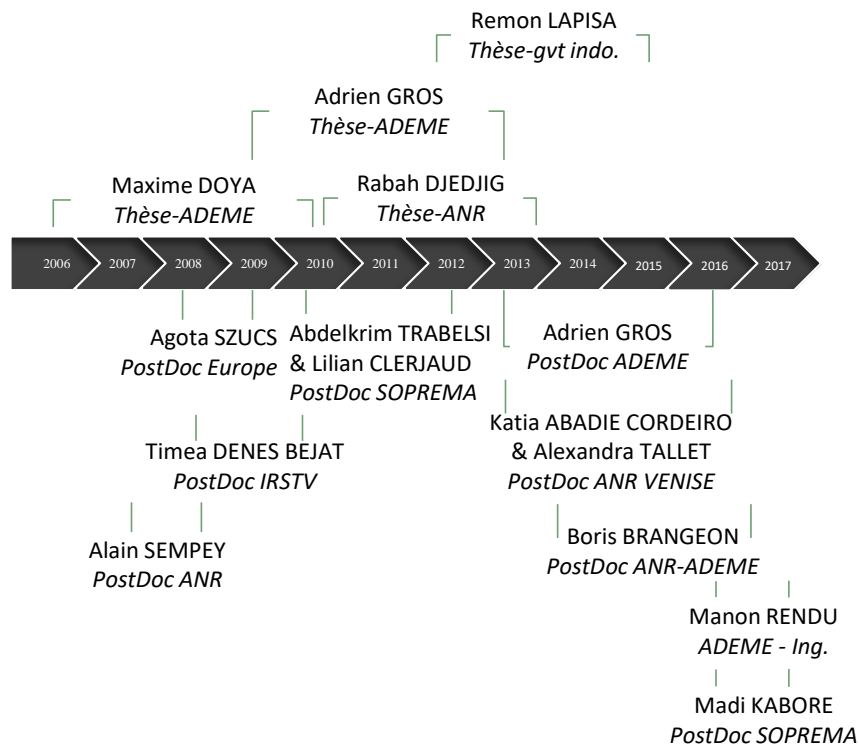 Remon LAPISA
Thèse-gvt indo.
Adrien GROS
Thèse-ADEME
Maxime DOYA
Thèse-ADEME
Rabah DJEDJIG
Thèse-ANR
2006 2007 2008 2009 2010 2011 2012 2013 2014 2015 2016 2017
Agota SZUCS
PostDoc Europe
Abdelkrim TRABELSI
& Lilian CLERJAUD
PostDoc SOPREMA
Adrien GROS
PostDoc ADEME
Timea DENES BEJAT
PostDoc IRSTV
Katia ABADIE CORDEIRO
& Alexandra TALLET
PostDoc ANR VENISE
Alain SEMPEY
PostDoc ANR
Boris BRANGEON
PostDoc ANR-ADEME
Manon RENDU
ADEME - Ing.
Madi KABORE
PostDoc SOPREMA